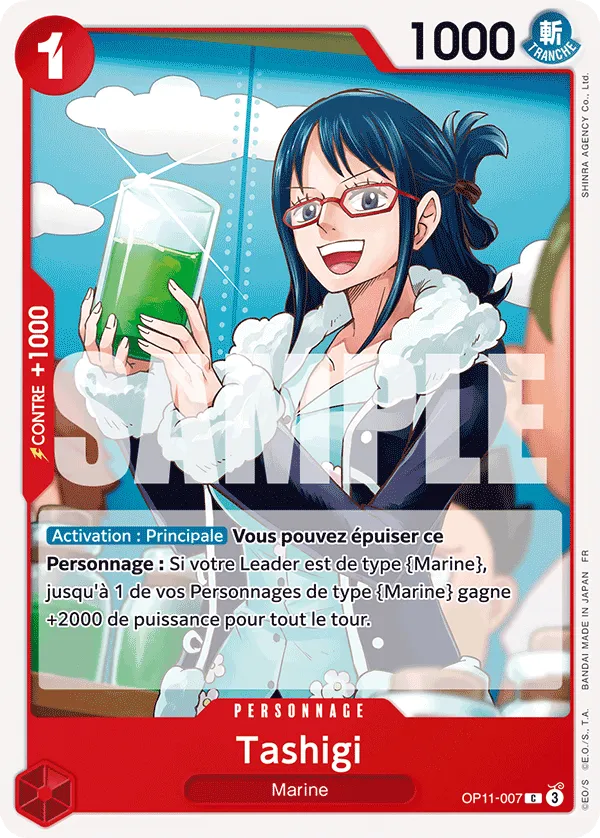 1
1000
斬
TRANCHE
SHINRA AGENCY Co., Ltd.
CONTRE +1000
SAMPLE
Activation : Principale Vous pouvez épuiser ce
Personnage : Si votre Leader est de type {Marine},
jusqu'à 1 de vos Personnages de type {Marine} gagne
+2000 de puissance pour tout le tour.
PERSONNAGE
Tashigi
Marine
OP11-007 C 3
©EO/S ©E.O./S., T.A. BANDAI MADE IN JAPAN FR